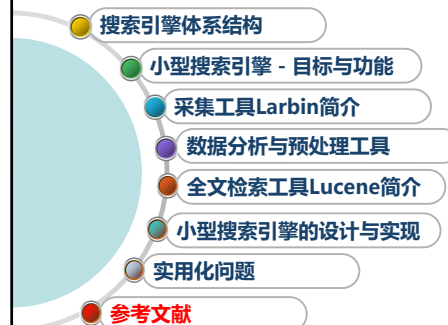 搜索引擎体系结构
小型搜索引擎 - 目标与功能
采集工具Larbin简介
数据分析与预处理工具
全文检索工具Lucene简介
小型搜索引擎的设计与实现
实用化问题
参考文献